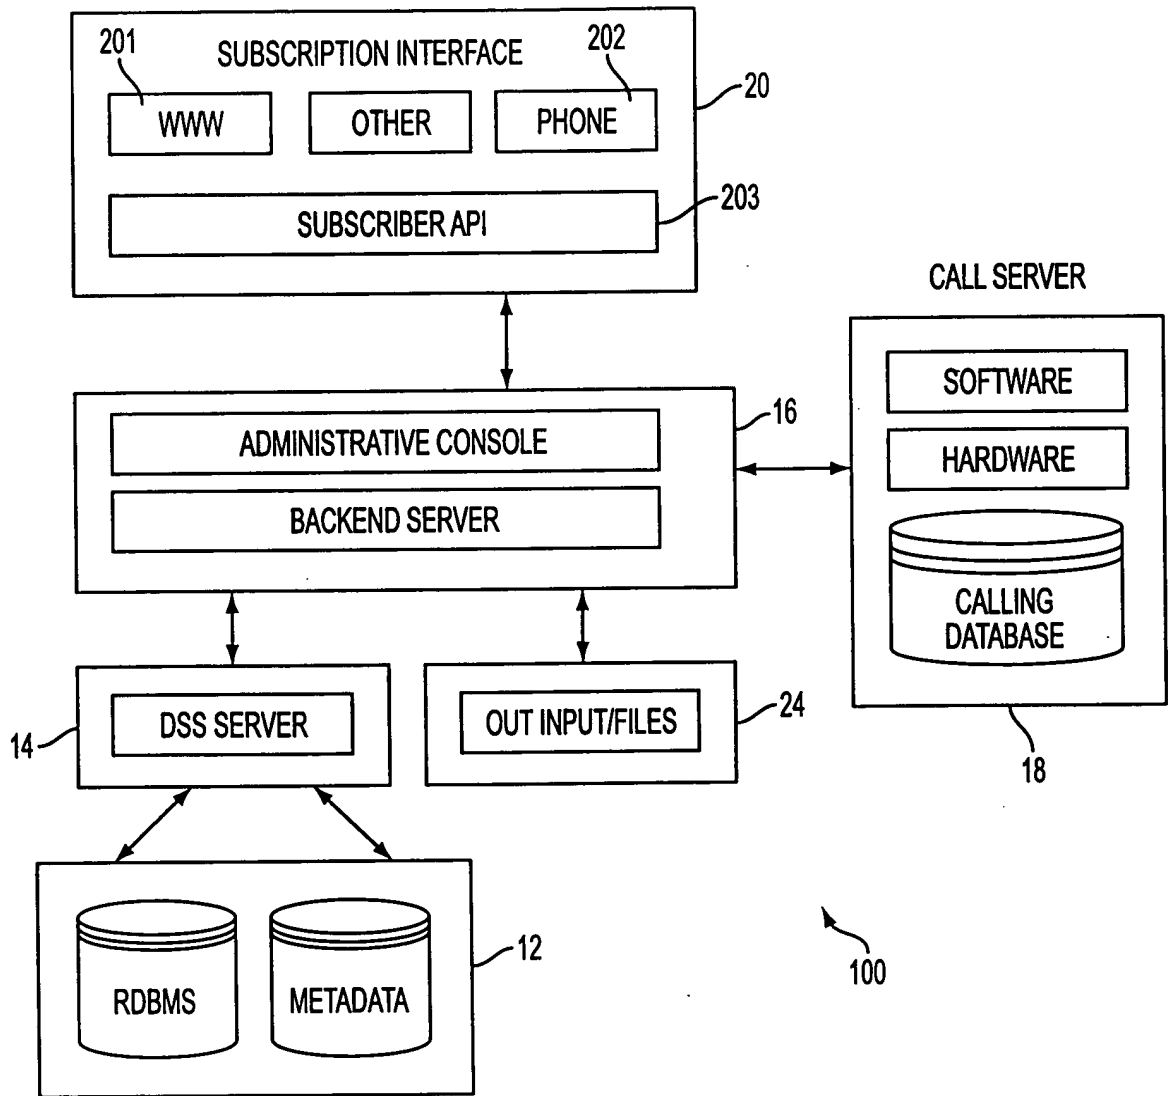 SUBSCRIPTION INTERFACE
201
202
20
WWW
OTHER
PHONE
SUBSCRIBER API
203
CALL SERVER
SOFTWARE
HARDWARE
CALLING
DATABASE
18
16
ADMINISTRATIVE CONSOLE
BACKEND SERVER
14
DSS SERVER
OUT INPUT/FILES
24
RDBMS
METADATA
12
100